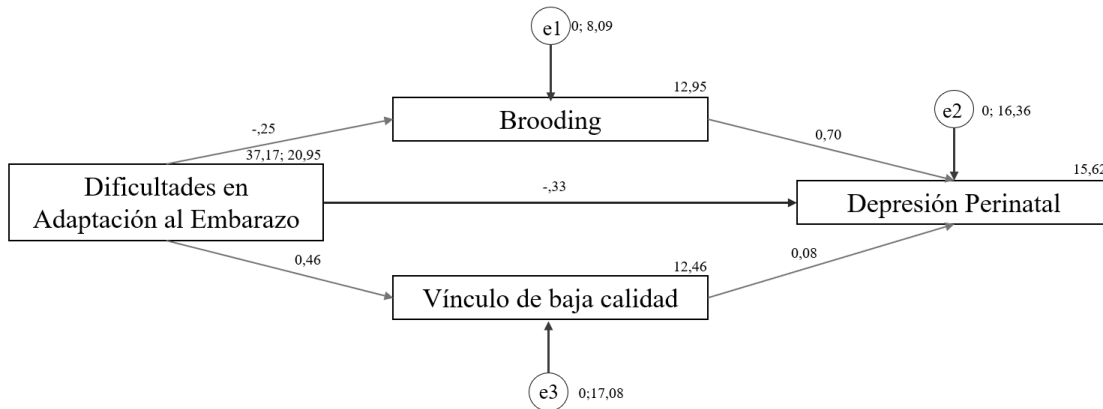 e1 0; 8,09
12,95
Brooding
e2 0; 16,36
-,25
0,70
37,17; 20,95
15,62
Dificultades en
Adaptación al Embarazo
-,33
Depresión Perinatal
0,46
12,46
0,08
Vínculo de baja calidad
e3 0;17,08